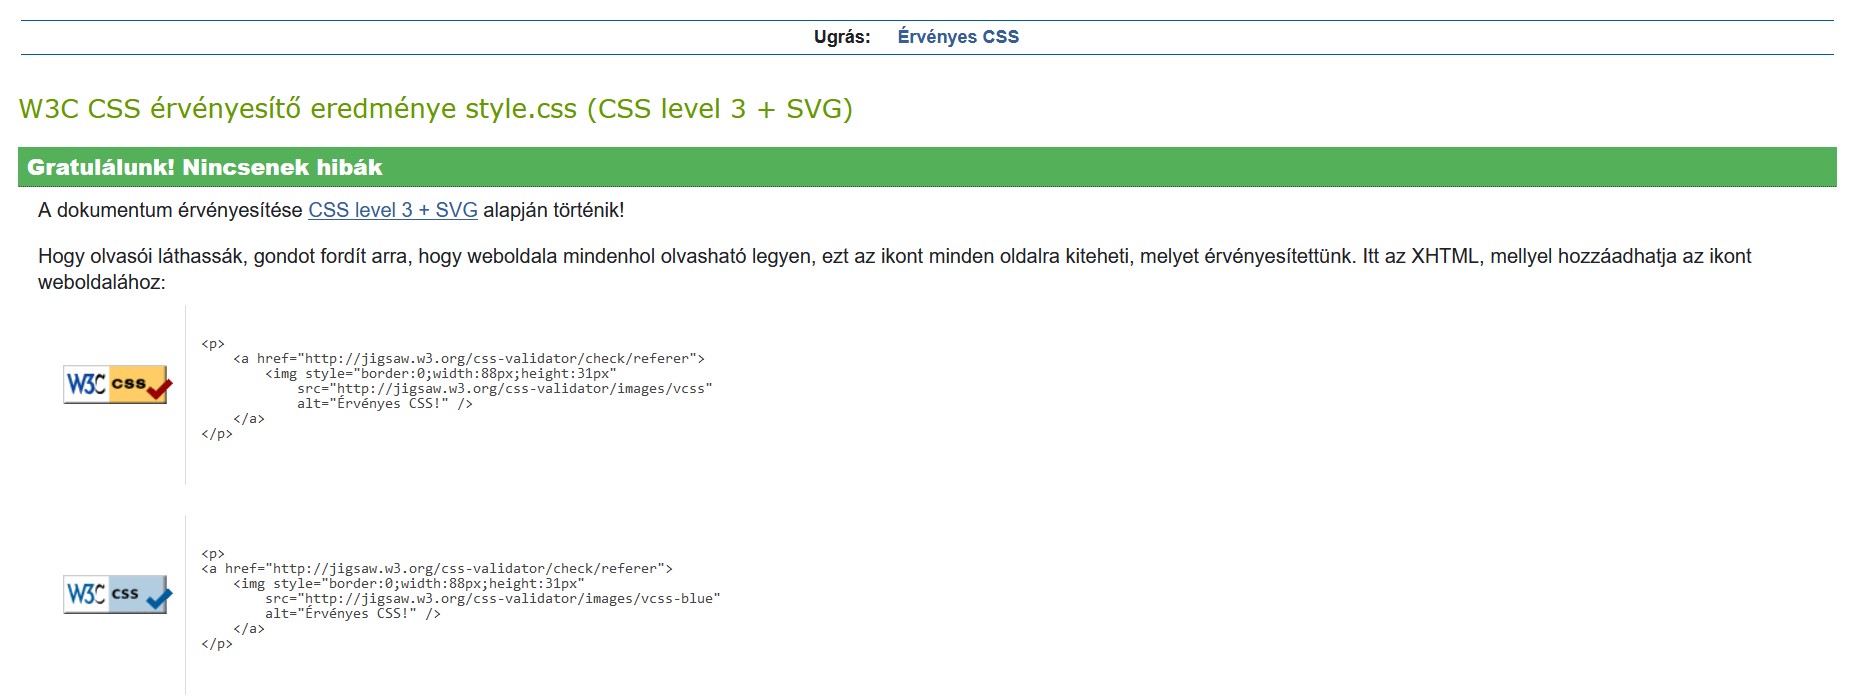 Ugrás: Érvényes CSS
W3C CSS érvényesítő eredménye style.css (CSS level 3 + SVG)
Gratulálunk! Nincsenek hibák
A dokumentum érvényesítése CSS level 3 + SVG alapján történik!
Hogy olvasói láthassák, gondot fordít arra, hogy weboldala mindenhol olvasható legyen, ezt az ikont minden oldalra kiteheti, melyet érvényesítettünk. Itt az XHTML, mellyel hozzáadhatja az ikont
weboldalához:
W3C css
<p>
    <a href="http://jigsaw.w3.org/css-validator/check/referer">
        <img style="border:0;width:88px;height:31px"
            src="http://jigsaw.w3.org/css-validator/images/vcss"
            alt="Érvényes CSS!" />
    </a>
</p>
W3C css
<p>
<a href="http://jigsaw.w3.org/css-validator/check/referer">
    <img style="border:0;width:88px;height:31px"
        src="http://jigsaw.w3.org/css-validator/images/vcss-blue"
        alt="Érvényes CSS!" />
    </a>
</p>